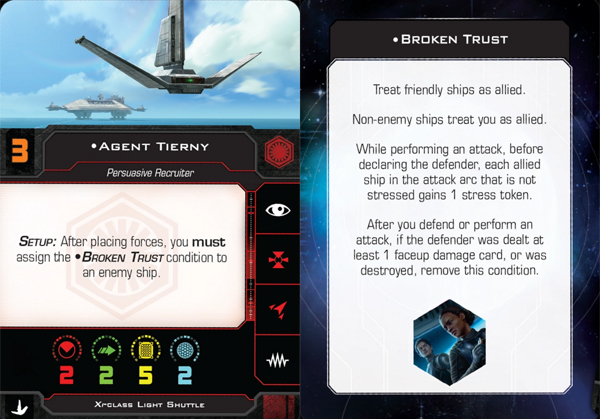 3
•Agent Tierny
Persuasive Recruiter
Setup: After placing forces, you must
assign the •Broken Trust condition to
an enemy ship.
2 2 5 2
Xi-class Light Shuttle
•Broken Trust
Treat friendly ships as allied.
Non-enemy ships treat you as allied.
While performing an attack, before
declaring the defender, each allied
ship in the attack arc that is not
stressed gains 1 stress token.
After you defend or perform an
attack, if the defender was dealt at
least 1 faceup damage card, or was
destroyed, remove this condition.